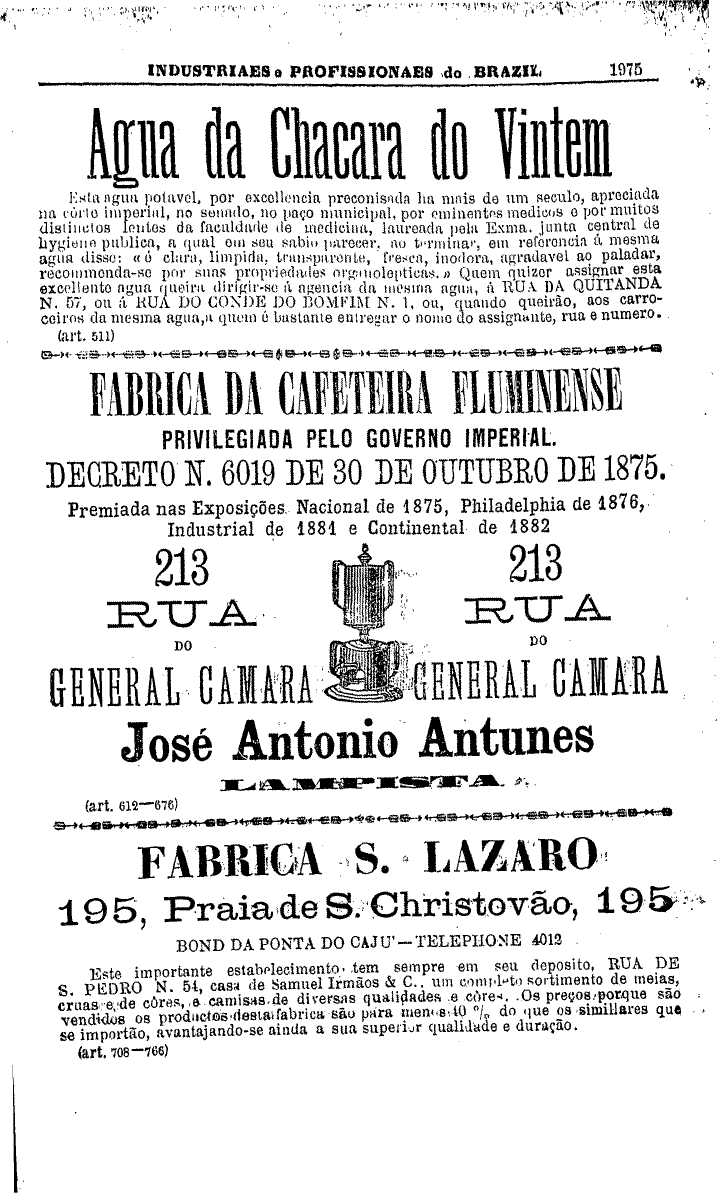 INDUSTRIAES e PROFISSIONAES do BRAZIL 1975
Agua da Chacara do Vintem
Esta agua potavel, por excellencia preconisada ha mais de um seculo, apreciada
na côrte imperial, no senado, no paço municipal, por eminentes medicos e por muitos
distinctos lentes da faculdade de medicina, laureada pela Exma. junta central de
hygiene publica, a qual em seu sabio parecer, ao terminar, em referencia á mesma
agua disse: «é clara, limpida, transparente, fresca, inodora, agradavel ao paladar,
recommenda-se por suas propriedades organolepticas.» Quem quizer assignar esta
excellente agua queira dirigir-se á agencia da mesma agua, á RUA DA QUITANDA
N. 57, ou á RUA DO CONDE DO BOMFIM N. 1, ou, quando queirão, aos carro-
ceiros da mesma agua, a quem é bastante entregar o nome do assignante, rua e numero.
(art. 511)
FABRICA DA CAFETEIRA FLUMINENSE
PRIVILEGIADA PELO GOVERNO IMPERIAL.
DECRETO N. 6019 DE 30 DE OUTUBRO DE 1875.
Premiada nas Exposições Nacional de 1875, Philadelphia de 1876,
Industrial de 1881 e Continental de 1882
213 213
RUA RUA
DO DO
GENERAL CAMARA GENERAL CAMARA
José Antonio Antunes
LAMPISTA
(art. 612—676)
FABRICA S. LAZARO
195, Praia de S. Christovão, 195
BOND DA PONTA DO CAJU'—TELEPHONE 4012
Este importante estabelecimento tem sempre em seu deposito, RUA DE
S. PEDRO N. 54, casa de Samuel Irmãos & C., um completo sortimento de meias,
cruas e de côres, e camisas de diversas qualidades e côres. Os preços porque são
vendidos os productos desta fabrica são para menos 40 % do que os simillares que
se importão, avantajando-se ainda a sua superior qualidade e duração.
(art. 708—766)